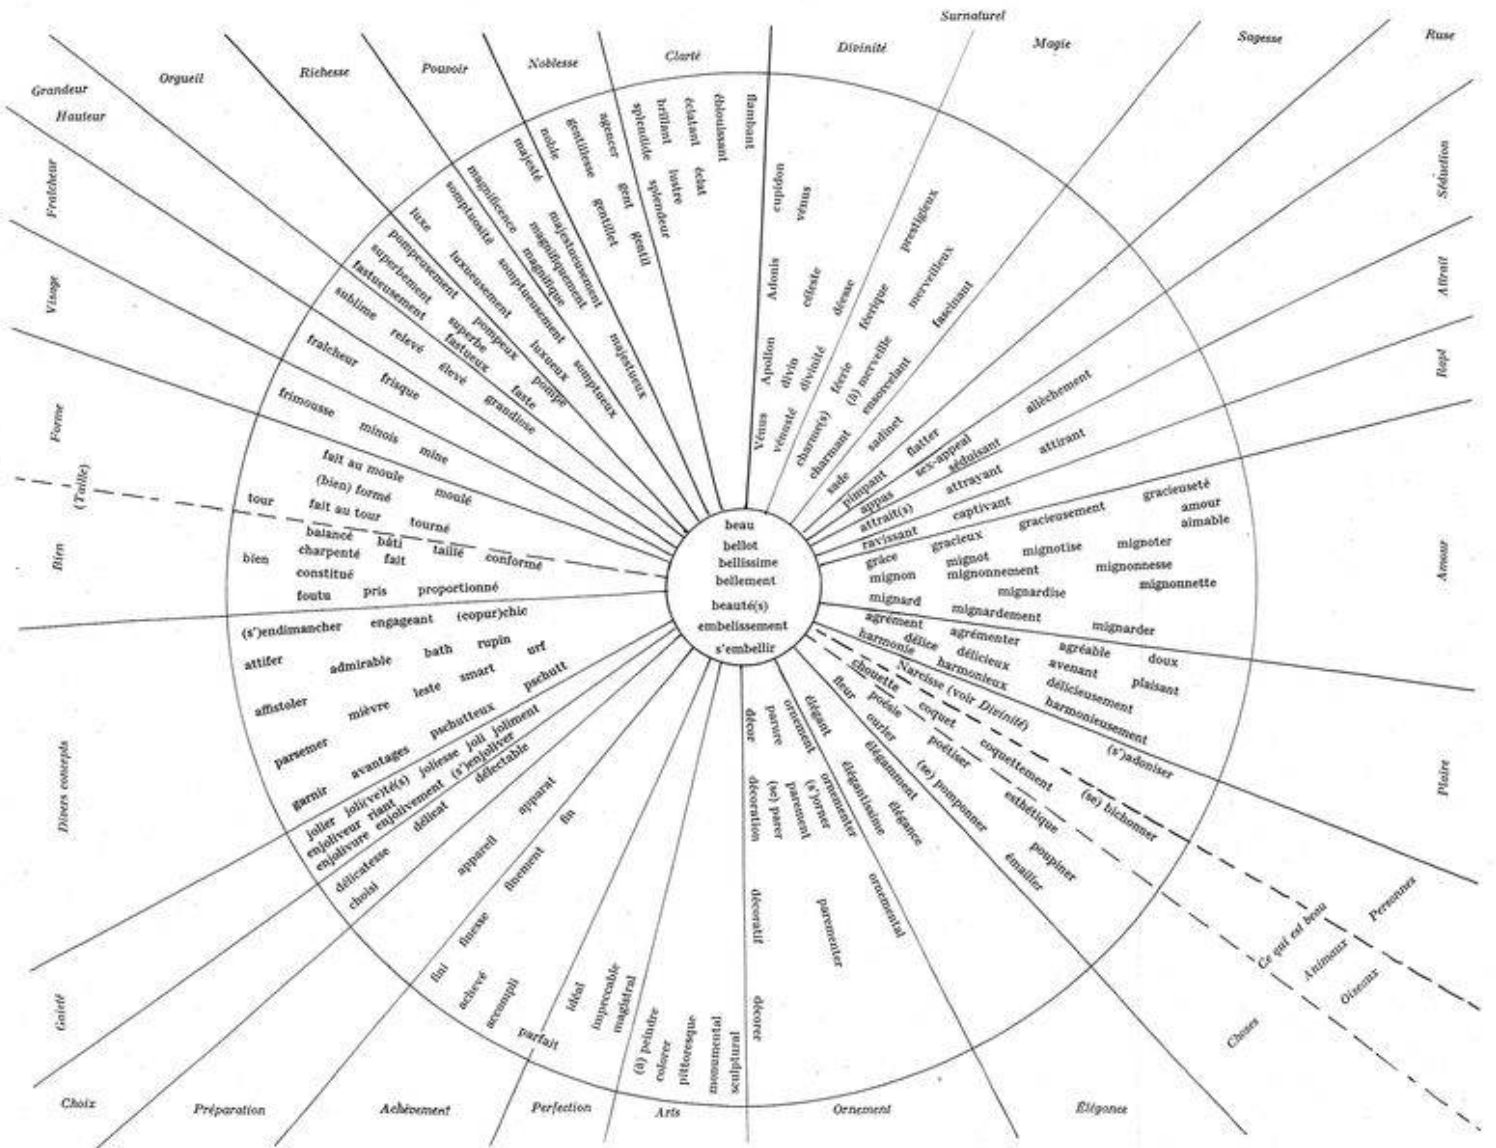 Surnaturel
Grandeur
Hauteur
Orgueil
Richesse
Pouvoir
Noblesse
Clarté
Divinité
Magie
Sagesse
Ruse
Séduction
Attrait
Rapt
Amour
Plaire
Ce qui est beau
Personnes
Animaux
Oiseaux
Choses
Élégance
Ornement
Arts
Perfection
Achèvement
Préparation
Choix
Gaieté
Divers concepts
Bien
(Taille)
Forme
Visage
Fraîcheur
beau
bellot
bellissime
bellement
beauté(s)
embelissement
s'embellir
flambant
éblouissant
éclatant
éclat
brillant
lustre
splendide
splendeur
agencer
gent
gentil
gentillesse
gentillet
noble
majesté
majestueusement
majestueux
magnificence
magnifiquement
magnifique
somptuosité
somptueusement
somptueux
luxe
luxueusement
luxueux
pompeusement
pompeux
pompe
superbement
superbe
fastueusement
fastueux
faste
sublime
relevé
élevé
grandiose
fraîcheur
frisque
frimousse
minois
mine
fait au moule
moulé
(bien) formé
tour
fait au tour
tourné
balancé
bâti
taillé
conformé
bien
charpenté
fait
constitué
foutu
pris
proportionné
(s')endimancher
engageant
(copur)chic
attifer
admirable
bath
rupin
urf
affistoler
mièvre
leste
smart
pschutt
parsemer
avantages
pschutteux
garnir
jolier
joli(ve)té(s)
joliesse
joli
joliment
enjoliveur
riant
enjolivure
enjolivement
(s')enjoliver
délicatesse
délicat
délectable
choisi
appareil
apparat
fini
finesse
finement
fin
achevé
accompli
parfait
idéal
impeccable
magistral
(à) peindre
colorer
pittoresque
monumental
sculptural
décor
décoration
décoratif
décorer
parure
(se) parer
parement
parementer
ornement
(s')orner
ornementer
ornemental
élégant
élégantissime
élégamment
élégance
fleur
ourler
(se) pomponner
émailler
poupiner
chouette
poésie
poétiser
esthétique
coquet
coquettement
(se) bichonner
Narcisse (voir Divinité)
(s')adoniser
harmonie
harmonieux
harmonieusement
agrément
agrémenter
agréable
doux
délice
délicieux
délicieusement
avenant
plaisant
mignard
mignardement
mignarder
mignon
mignonnement
mignardise
mignonnesse
mignonnette
mignot
mignotise
mignoter
grâce
gracieux
gracieusement
gracieuseté
amour
aimable
ravissant
captivant
attrait(s)
attrayant
attirant
appas
sex-appeal
séduisant
allèchement
pimpant
flatter
sade
sadinet
charmant
ensorcelant
fascinant
charme(s)
(à) merveille
merveilleux
féerie
féerique
prestigieux
Vénus
vénusté
Apollon
divin
divinité
Adonis
céleste
déesse
cupidon
vénus